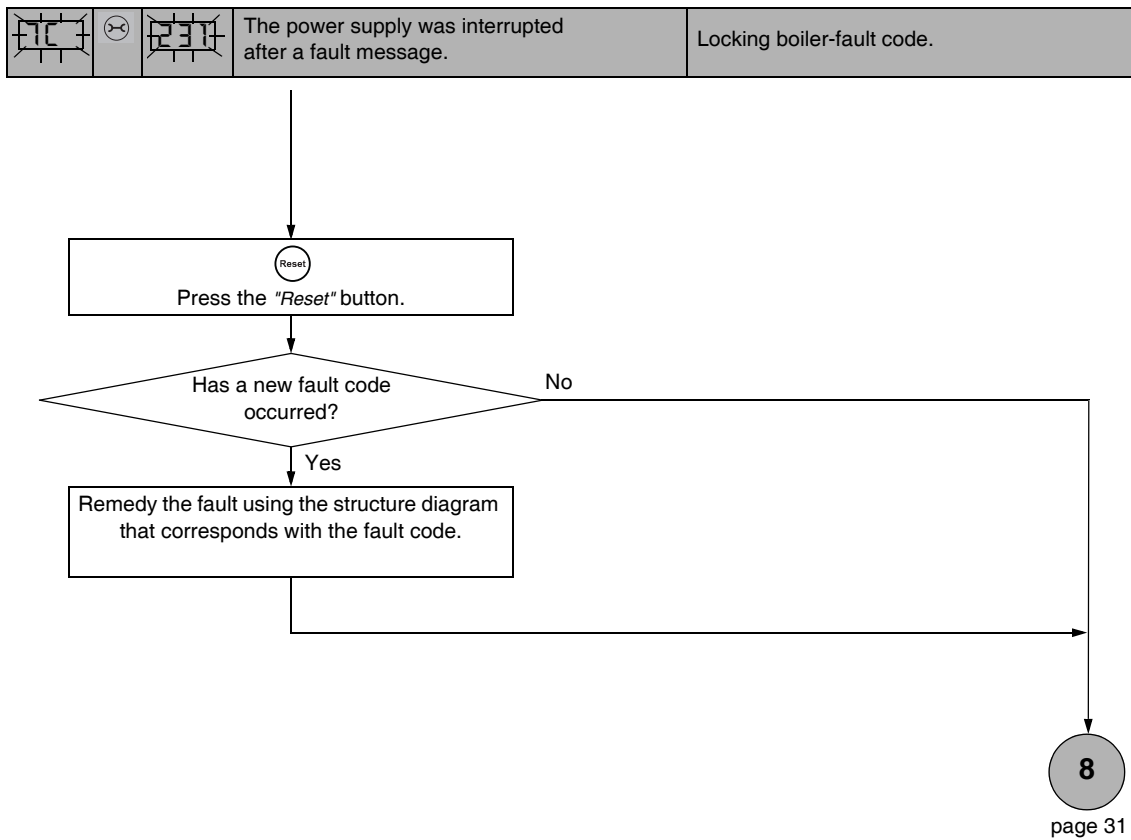 7C
231
The power supply was interrupted
after a fault message.
Locking boiler-fault code.
Reset
Press the "Reset" button.
Has a new fault code
occurred?
No
Yes
Remedy the fault using the structure diagram
that corresponds with the fault code.
8
page 31